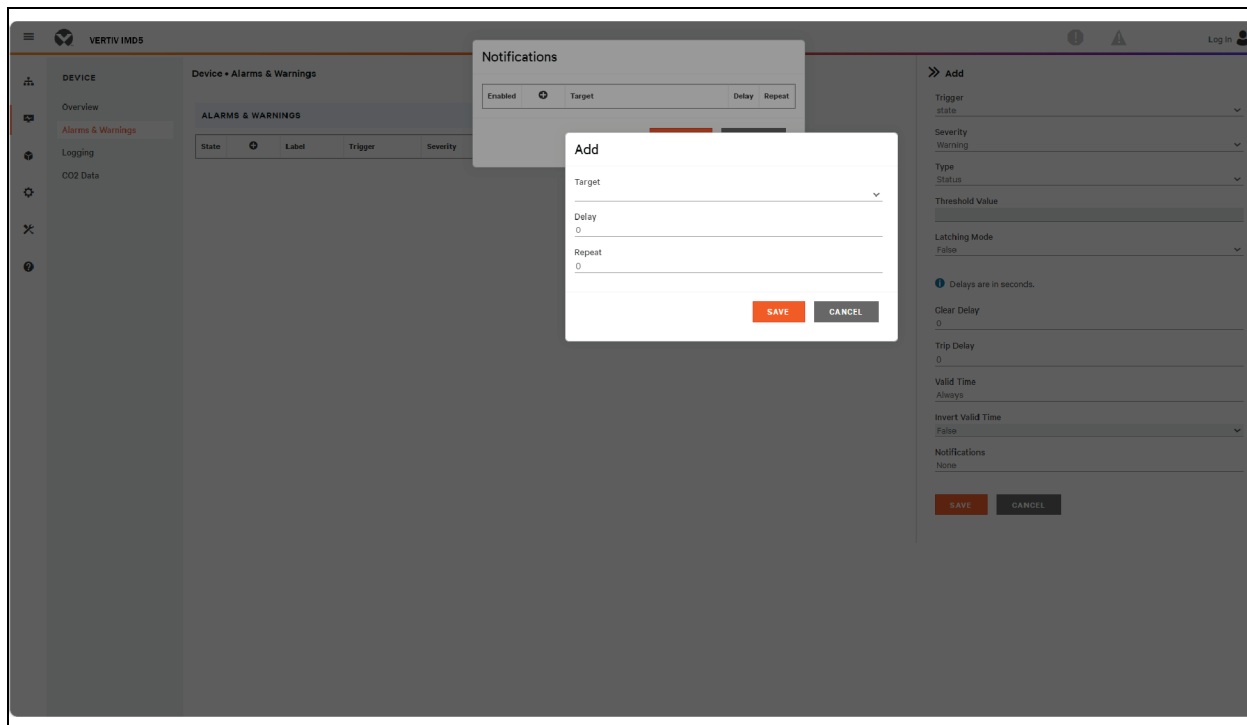 VERTIV IMD5
Log In
DEVICE
Overview
Alarms & Warnings
Logging
CO2 Data
Device • Alarms & Warnings
ALARMS & WARNINGS
State Label Trigger Severity
Notifications
Enabled Target Delay Repeat
Add
Target
Delay
0
Repeat
0
SAVE CANCEL
Add
Trigger
state
Severity
Warning
Type
Status
Threshold Value
Latching Mode
False
Delays are in seconds.
Clear Delay
0
Trip Delay
0
Valid Time
Always
Invert Valid Time
False
Notifications
None
SAVE CANCEL